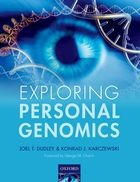 EXPLORING
PERSONAL
GENOMICS
JOEL T. DUDLEY & KONRAD J. KARCZEWSKI
Foreword by George M. Church
OXFORD